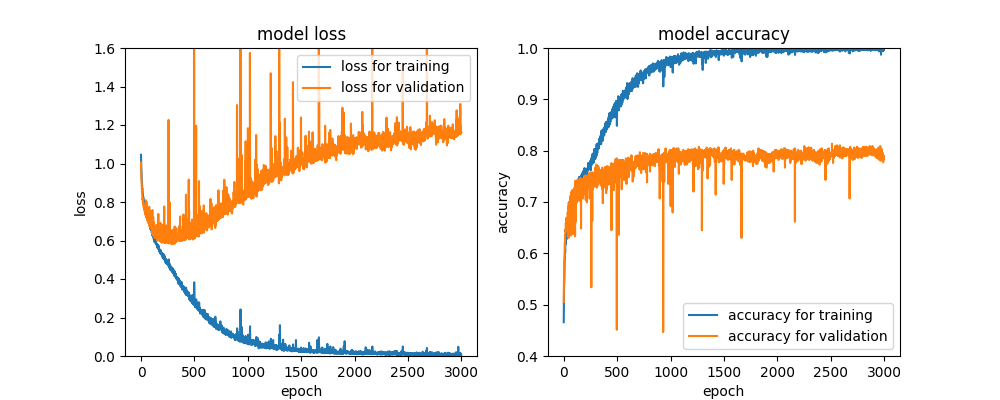 model loss
loss
1.6
1.4
1.2
1.0
0.8
0.6
0.4
0.2
0.0
loss for training
loss for validation
0 500 1000 1500 2000 2500 3000
epoch
model accuracy
accuracy
1.0
0.9
0.8
0.7
0.6
0.5
0.4
accuracy for training
accuracy for validation
0 500 1000 1500 2000 2500 3000
epoch